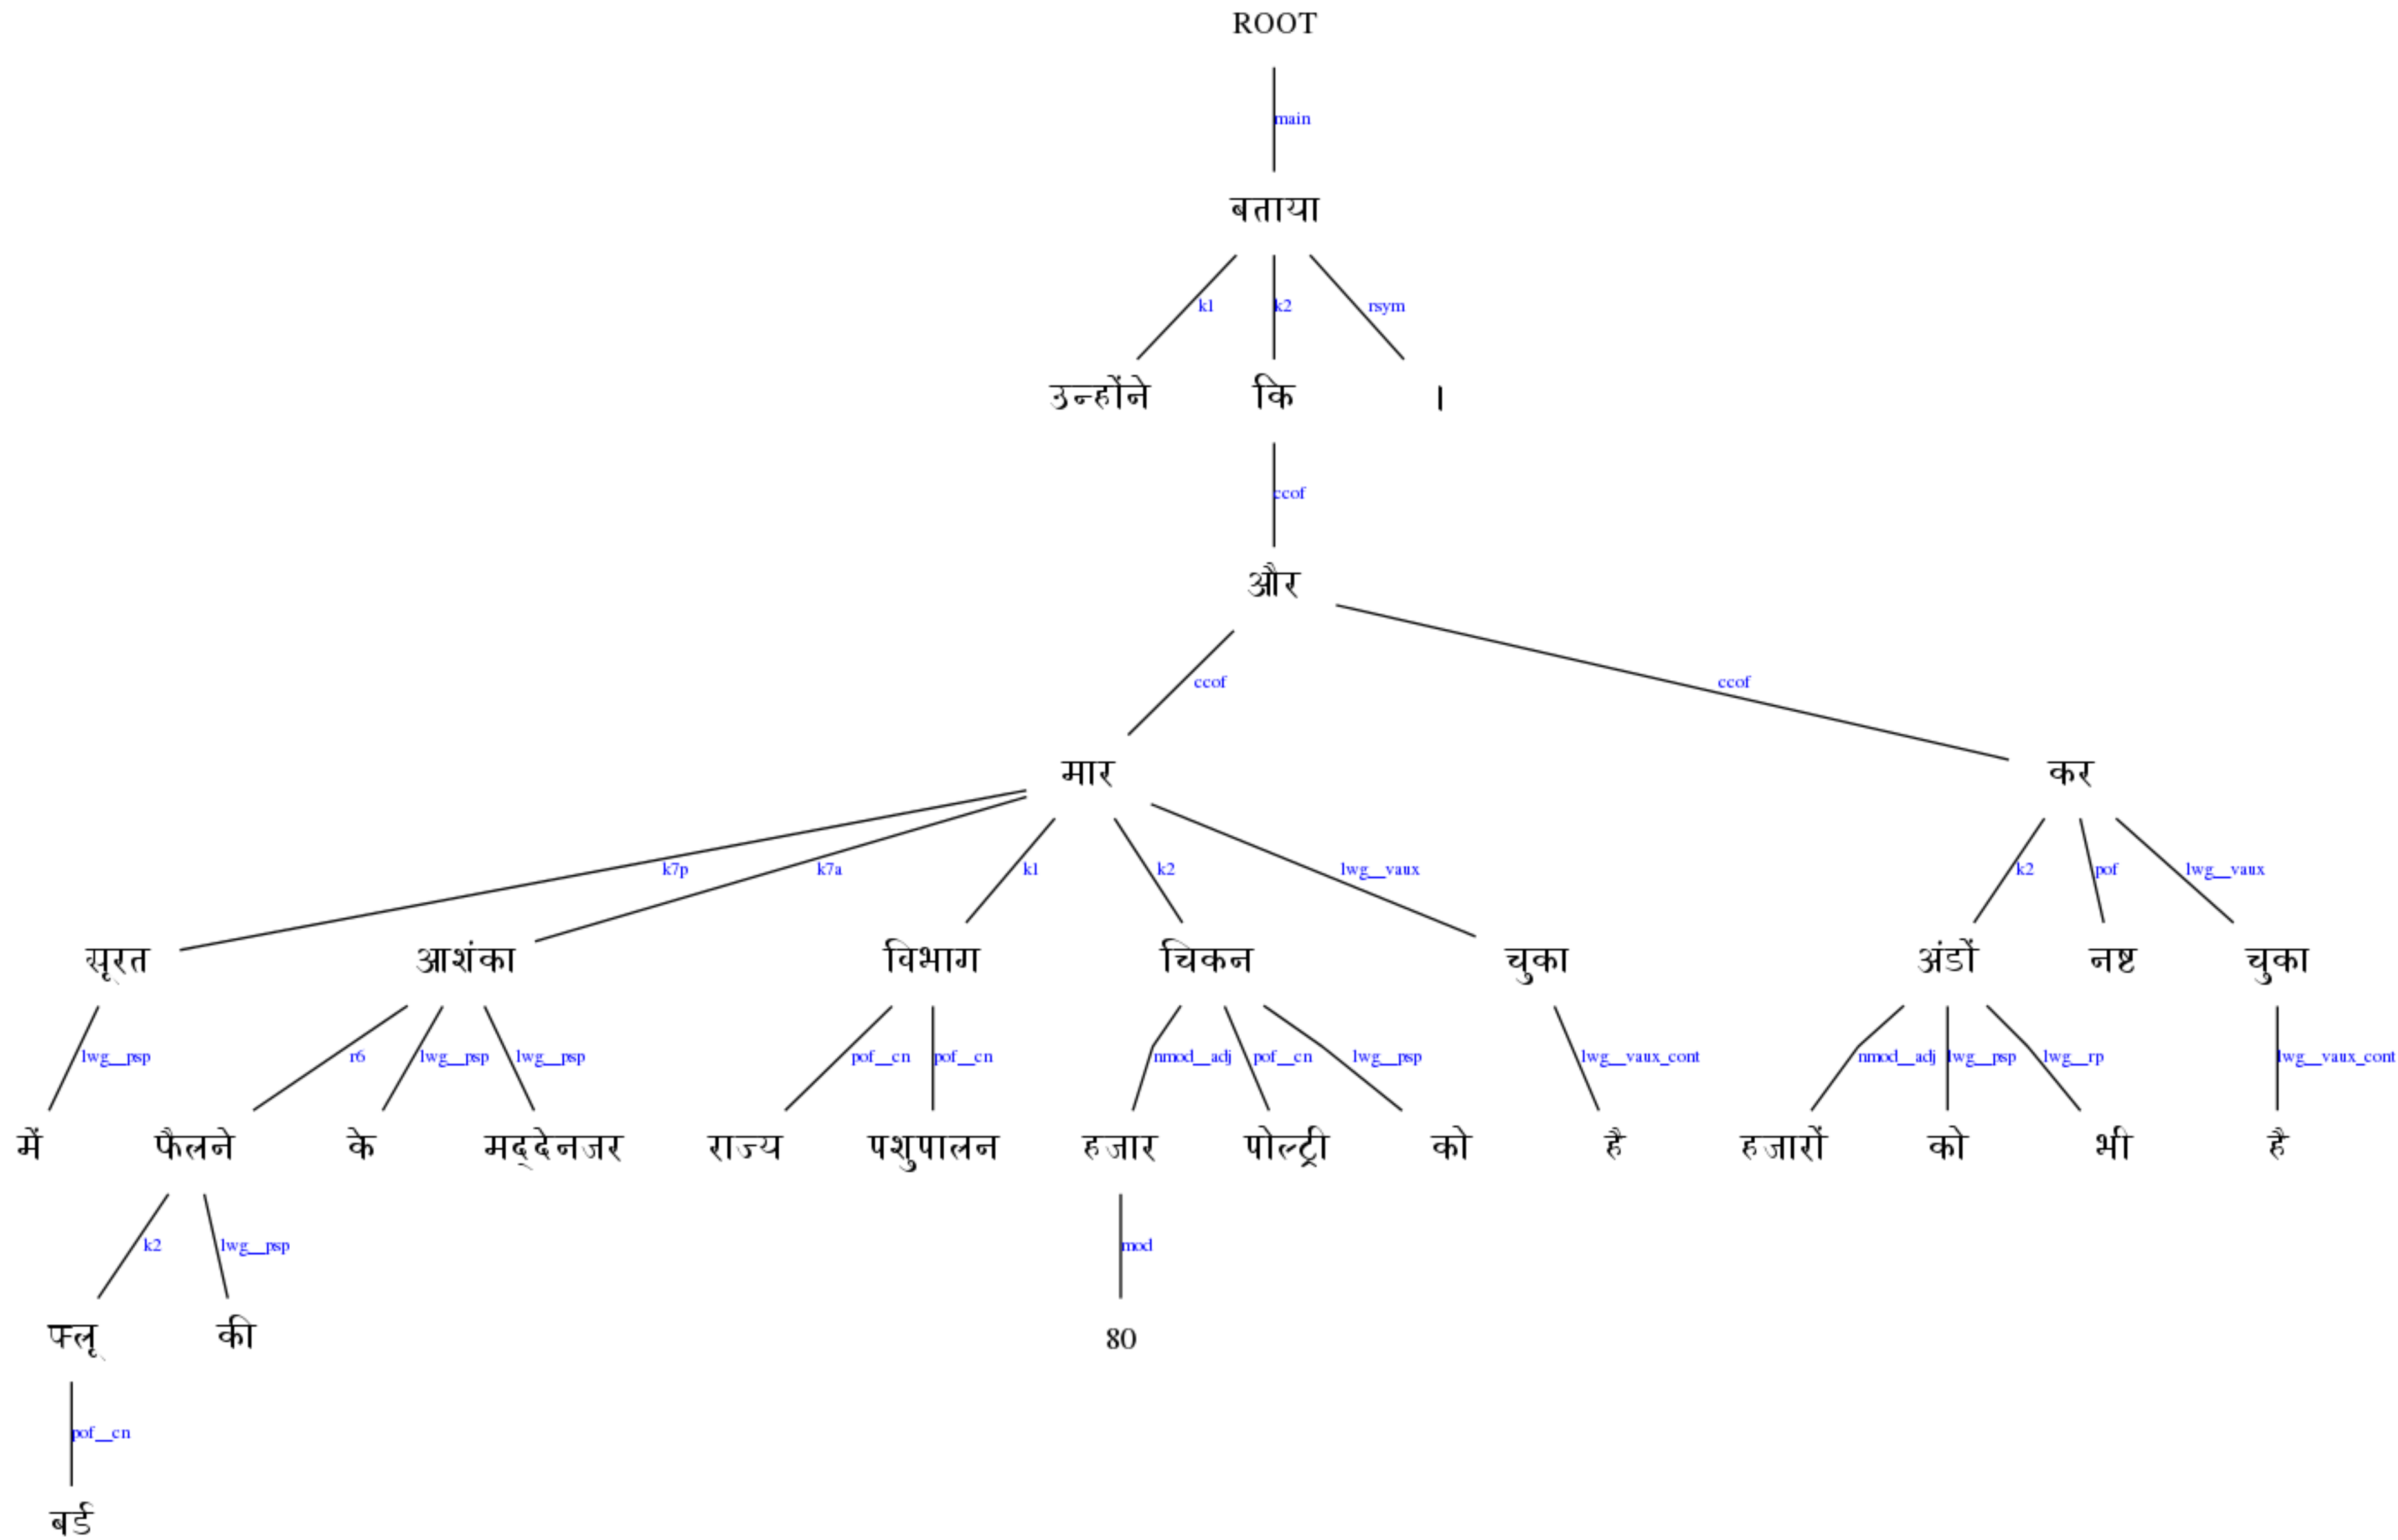 ROOT
main
बताया
k1 k2 rsym
उन्होंने कि ।
ccof
और
ccof ccof
मार कर
k7p k7a k1 k2 lwg__vaux k2 pof lwg__vaux
सूरत आशंका विभाग चिकन चुका अंडों नष्ट चुका
lwg__psp r6 lwg__psp lwg__psp pof__cn pof__cn nmod__adj pof__cn lwg__psp lwg__vaux_cont nmod__adj lwg__psp lwg__rp lwg__vaux_cont
में फैलने के मद्देनजर राज्य पशुपालन हजार पोल्ट्री को है हजारों को भी है
k2 lwg__psp mod
फ्लू की 80
pof__cn
बर्ड